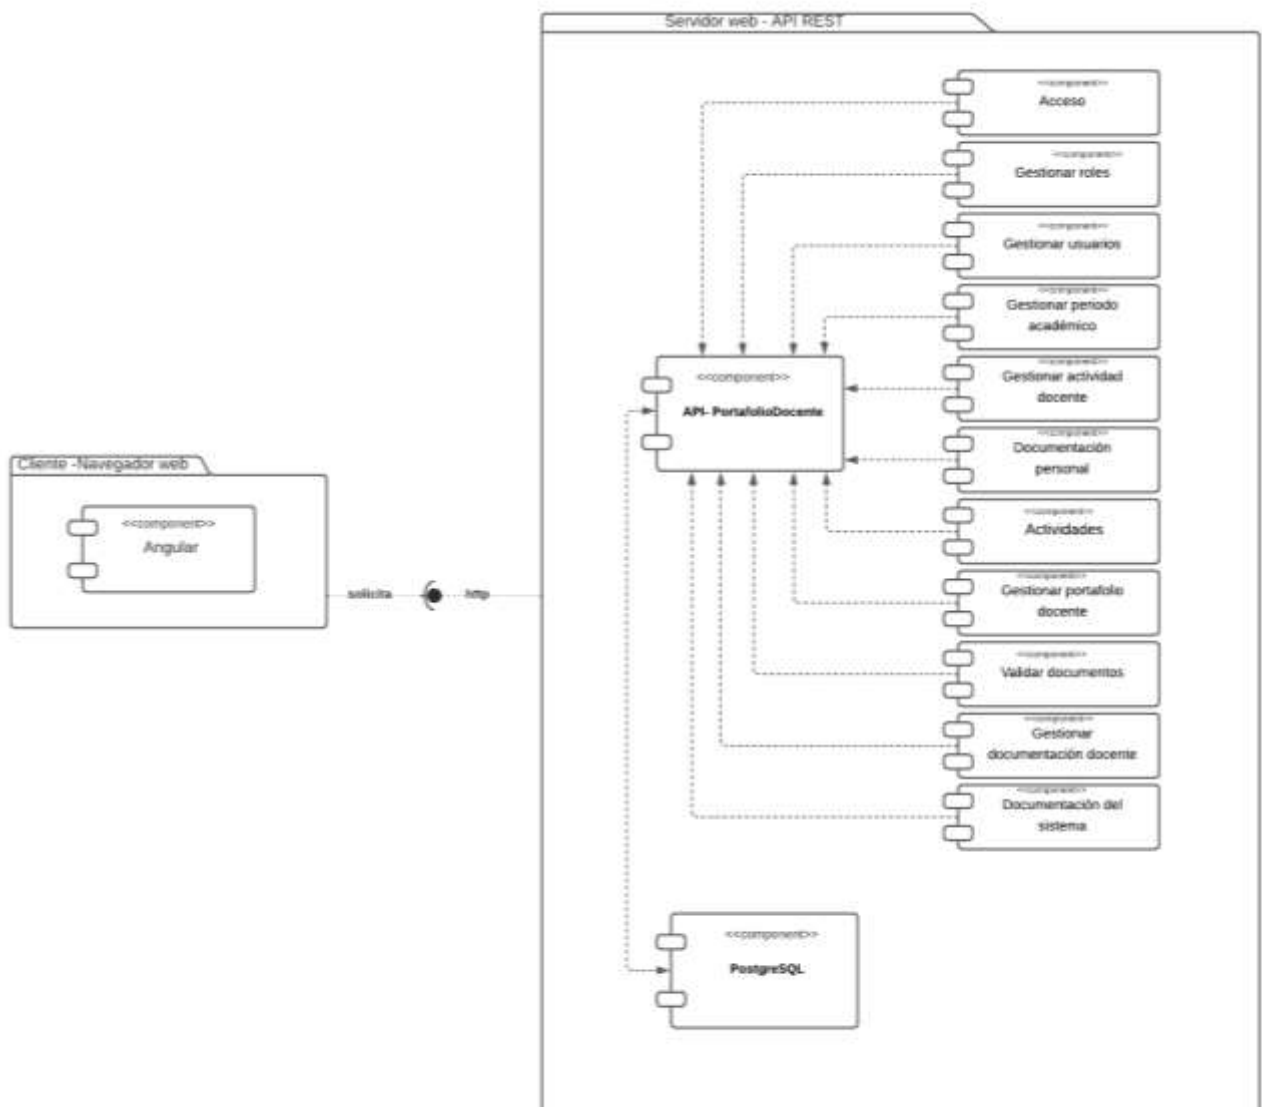 Servidor web - API REST
<<component>>
Acceso
<<component>>
Gestionar roles
<<component>>
Gestionar usuarios
<<component>>
Gestionar periodo
académico
<<component>>
Gestionar actividad
docente
<<component>>
Documentación
personal
<<component>>
Actividades
<<component>>
Gestionar portafolio
docente
<<component>>
Validar documentos
<<component>>
Gestionar
documentación docente
<<component>>
Documentación del
sistema
<<component>>
API- PortafolioDocente
Cliente -Navegador web
<<component>>
Angular
solicita
http
<<component>>
PostgreSQL